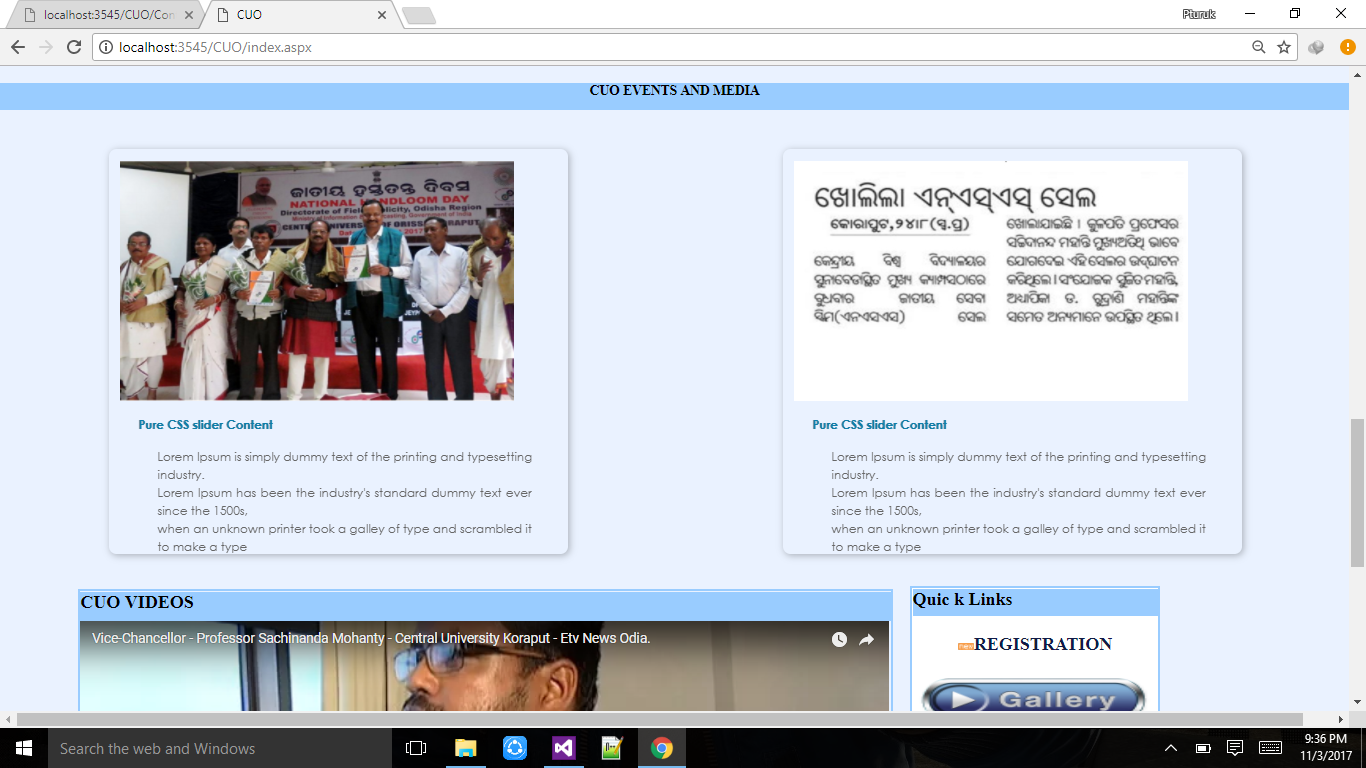 localhost:3545/CUO/Con
CUO
Pturuk
localhost:3545/CUO/index.aspx
CUO EVENTS AND MEDIA
ଜାତୀୟ ହସ୍ତତନ୍ତ ଦିବସ
NATIONAL HANDLOOM DAY
Directorate of Field Publicity, Odisha Region
Pure CSS slider Content
Lorem Ipsum is simply dummy text of the printing and typesetting
industry.
Lorem Ipsum has been the industry's standard dummy text ever
since the 1500s,
when an unknown printer took a galley of type and scrambled it
to make a type
ଖୋଲିଲା ଏନ୍ଏସ୍ଏସ୍ ସେଲ
କୋରାପୁଟ,୨୪।୮(ସ୍ୱ.ପ୍ର)
କେନ୍ଦ୍ରୀୟ ବିଶ୍ୱ ବିଦ୍ୟାଳୟର
ସୁନାବେଡାସ୍ଥିତ ମୁଖ୍ୟ କ୍ୟାମ୍ପସଠାରେ
ବୁଧବାର ଜାତୀୟ ସେବା
ସ୍କିମ(ଏନଏସଏସ) ସେଲ
ଖୋଲାଯାଇଛି । କୁଳପତି ପ୍ରଫେସର
ସଚ୍ଚିଦାନନ୍ଦ ମହାନ୍ତି ମୁଖ୍ୟଅତିଥି ଭାବେ
ଯୋଗଦେଇ ଏହି ସେଲର ଉଦ୍‌ଘାଟନ
କରିଥିଲେ । ସଂଯୋଜକ ସୁଜିତ ମହାନ୍ତି,
ଅଧ୍ୟାପିକା ଡ. ରୁଦ୍ରାଣି ମହାନ୍ତିଙ୍କ
ସମେତ ଅନ୍ୟମାନେ ଉପସ୍ଥିତ ଥିଲେ ।
Pure CSS slider Content
Lorem Ipsum is simply dummy text of the printing and typesetting
industry.
Lorem Ipsum has been the industry's standard dummy text ever
since the 1500s,
when an unknown printer took a galley of type and scrambled it
to make a type
CUO VIDEOS
Vice-Chancellor - Professor Sachinanda Mohanty - Central University Koraput - Etv News Odia.
Quic k Links
new REGISTRATION
Gallery
Search the web and Windows
9:36 PM
11/3/2017